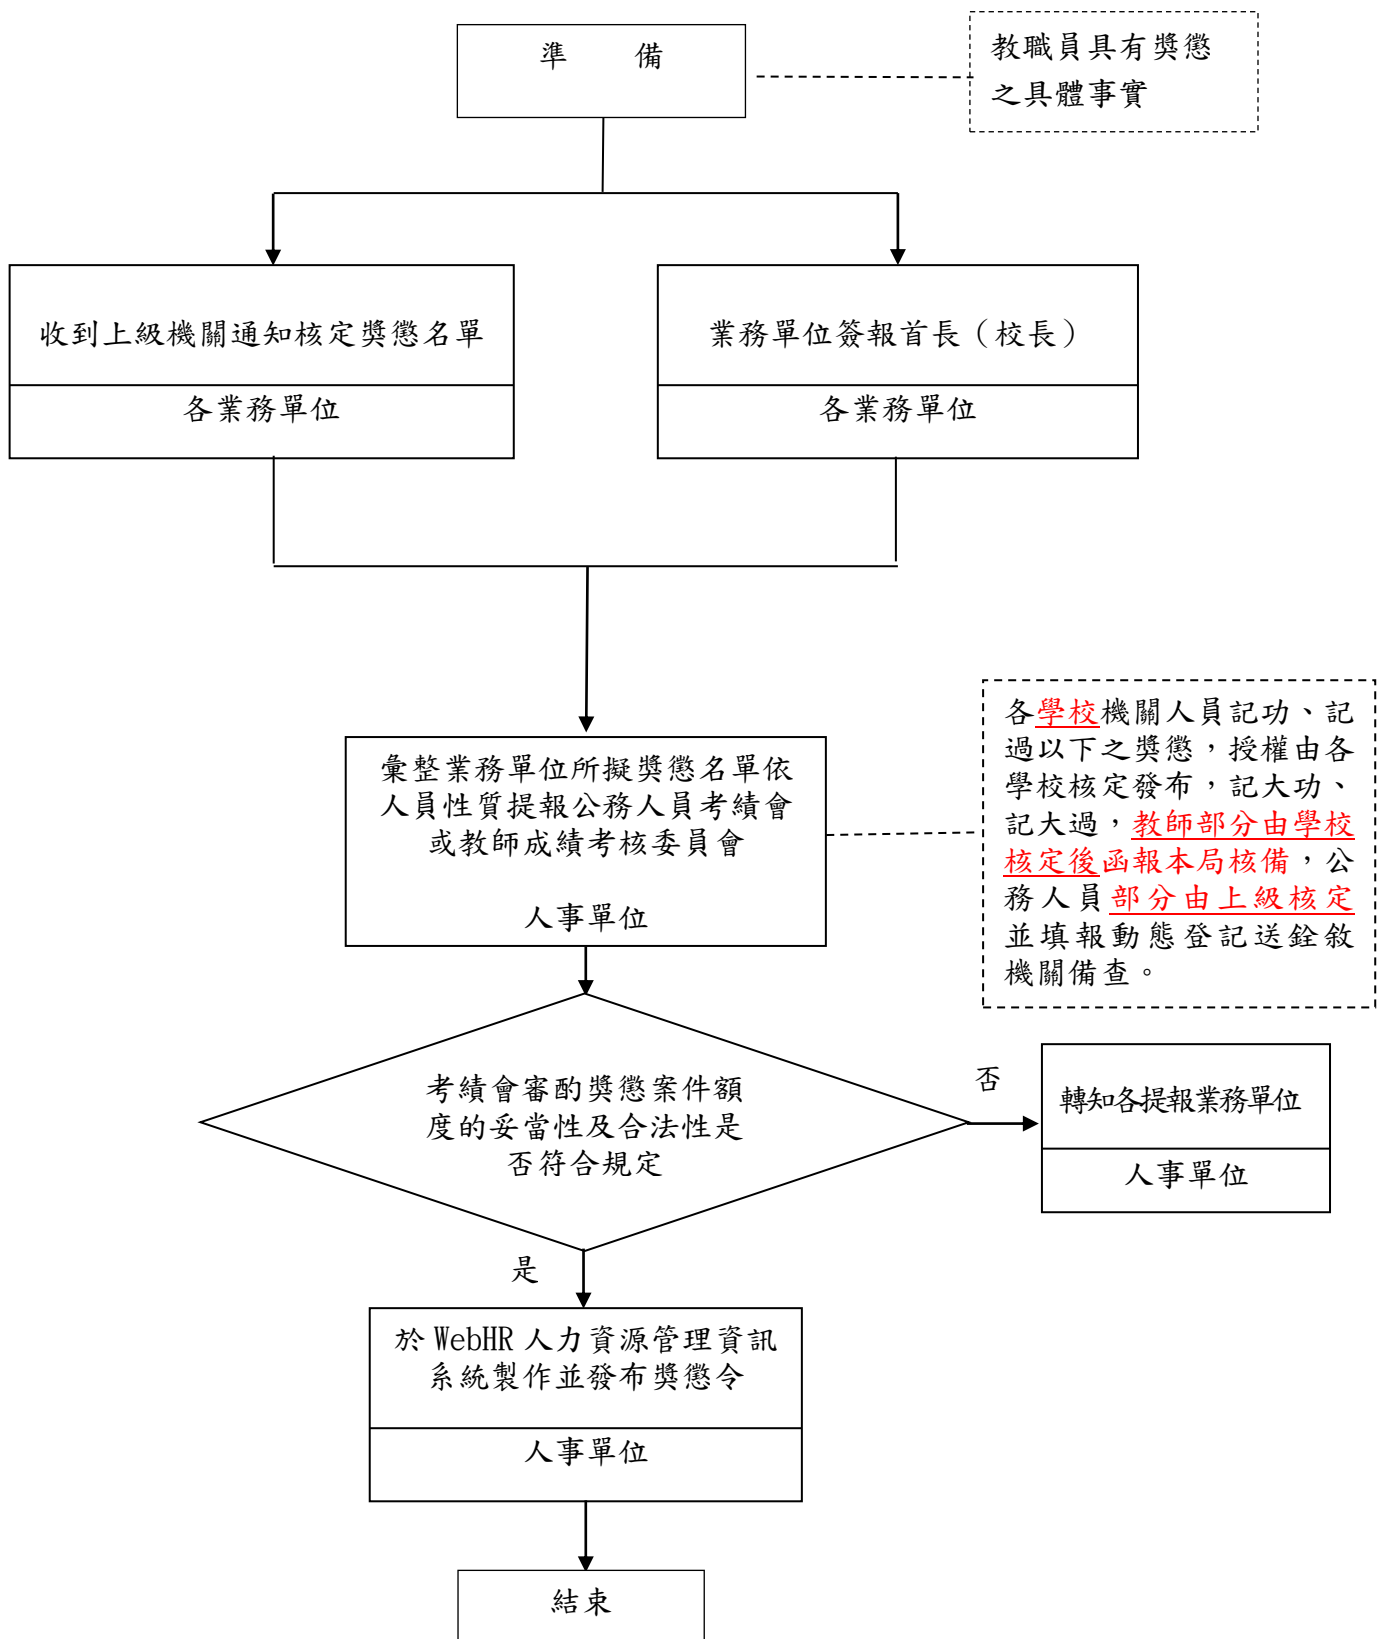 準　　備
教職員具有獎懲
之具體事實
收到上級機關通知核定獎懲名單
各業務單位
業務單位簽報首長（校長）
各業務單位
彙整業務單位所擬獎懲名單依
人員性質提報公務人員考績會
或教師成績考核委員會
人事單位
各學校機關人員記功、記
過以下之獎懲，授權由各
學校核定發布，記大功、
記大過，教師部分由學校
核定後函報本局核備，公
務人員部分由上級核定
並填報動態登記送銓敘
機關備查。
考績會審酌獎懲案件額
度的妥當性及合法性是
否符合規定
否
轉知各提報業務單位
人事單位
是
於 WebHR 人力資源管理資訊
系統製作並發布獎懲令
人事單位
結束